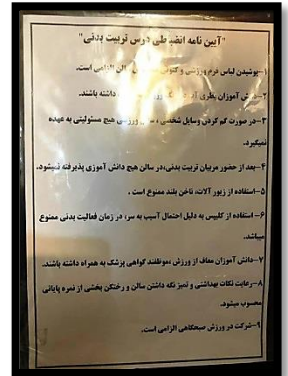 "آیین نامه انضباطی درس تربیت بدنی"
۱-پوشیدن لباس فرم ورزشی و کتونی سالن الزامی است.
۲- آموزان داشته باشند.
۳-در صورت گم کردن وسایل شخصی ، ورزشی هیچ مسئولیتی به عهده
نمیگیرد.
۴-بعد از حضور مربیان تربیت بدنی،در سالن هیچ دانش آموزی پذیرفته نمیشود.
۵-استفاده از زیور آلات، ناخن بلند ممنوع است .
۶- استفاده از کلیپس به دلیل احتمال آسیب به سر، در زمان فعالیت بدنی ممنوع
میباشد.
۷-دانش آموزان معاف از ورزش ،موظفند گواهی پزشک به همراه داشته باشند.
۸-رعایت نکات بهداشتی و تمیز نگه داشتن سالن و رختکن بخشی از نمره پایانی
محسوب میشود.
۹-شرکت در ورزش صبحگاهی الزامی است.